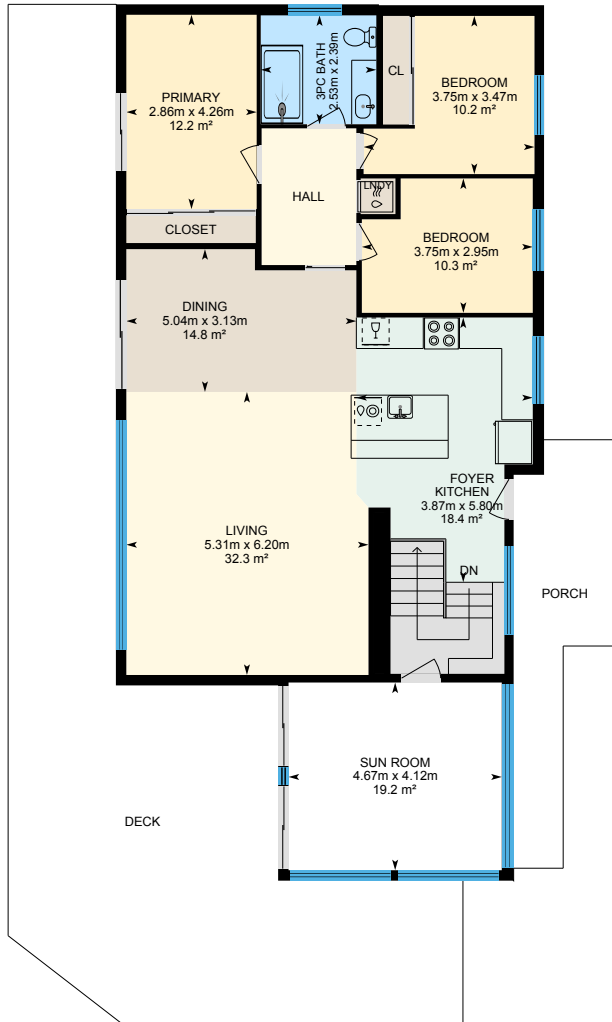 PRIMARY
2.86m x 4.26m
12.2 m²
3PC BATH
2.53m x 2.39m
CL
BEDROOM
3.75m x 3.47m
10.2 m²
HALL
LNDY
CLOSET
BEDROOM
3.75m x 2.95m
10.3 m²
DINING
5.04m x 3.13m
14.8 m²
FOYER
KITCHEN
3.87m x 5.80m
18.4 m²
LIVING
5.31m x 6.20m
32.3 m²
DN
PORCH
SUN ROOM
4.67m x 4.12m
19.2 m²
DECK